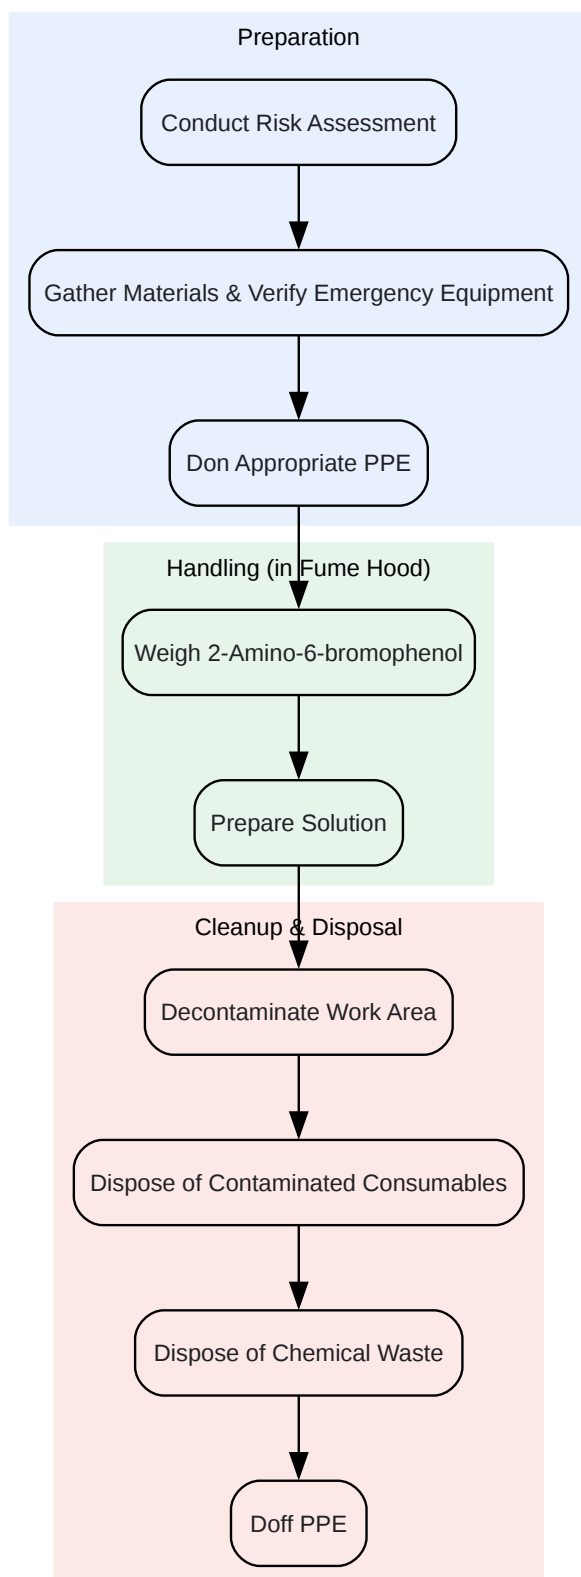 Preparation
Conduct Risk Assessment
Gather Materials & Verify Emergency Equipment
Don Appropriate PPE
Handling (in Fume Hood)
Weigh 2-Amino-6-bromophenol
Prepare Solution
Cleanup & Disposal
Decontaminate Work Area
Dispose of Contaminated Consumables
Dispose of Chemical Waste
Doff PPE